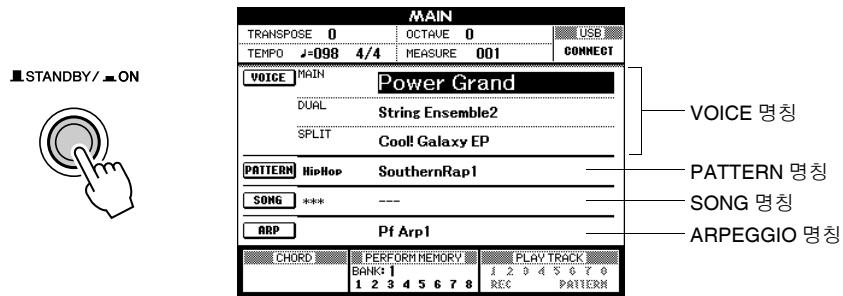 MAIN
TRANSPOSE 0 OCTAVE 0 USB
TEMPO ♩=098 4/4 MEASURE 001 CONNECT
STANDBY/ ON
VOICE MAIN Power Grand
DUAL String Ensemble2
VOICE 명칭
SPLIT Cool! Galaxy EP
PATTERN HipHop SouthernRap1 PATTERN 명칭
SONG *** --- SONG 명칭
ARP Pf Arp1 ARPEGGIO 명칭
CHORD PERFORM MEMORY PLAY TRACK
BANK: 1 1 2 3 4 5 6 7 8
1 2 3 4 5 6 7 8 REC PATTERN